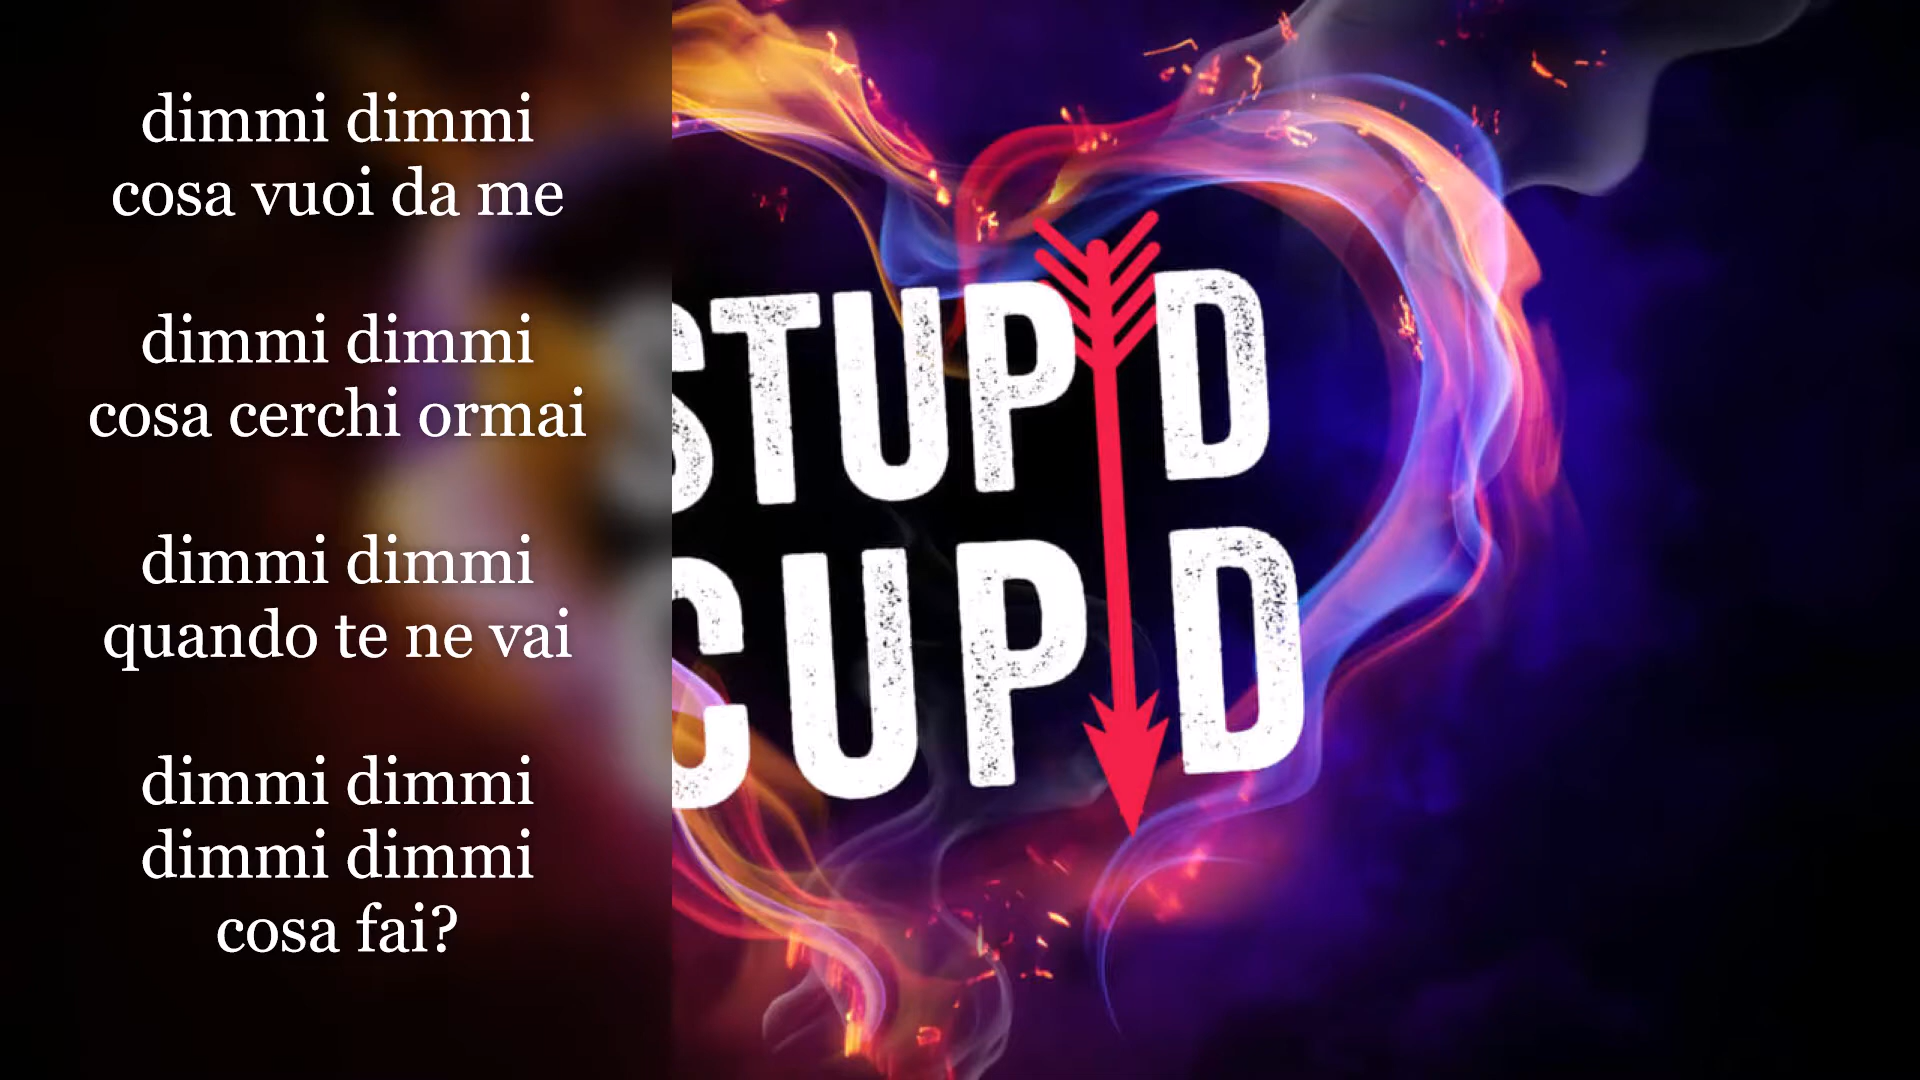 dimmi dimmi
cosa vuoi da me
dimmi dimmi
cosa cerchi ormai
dimmi dimmi
quando te ne vai
dimmi dimmi
dimmi dimmi
cosa fai?
STUPID
CUPID